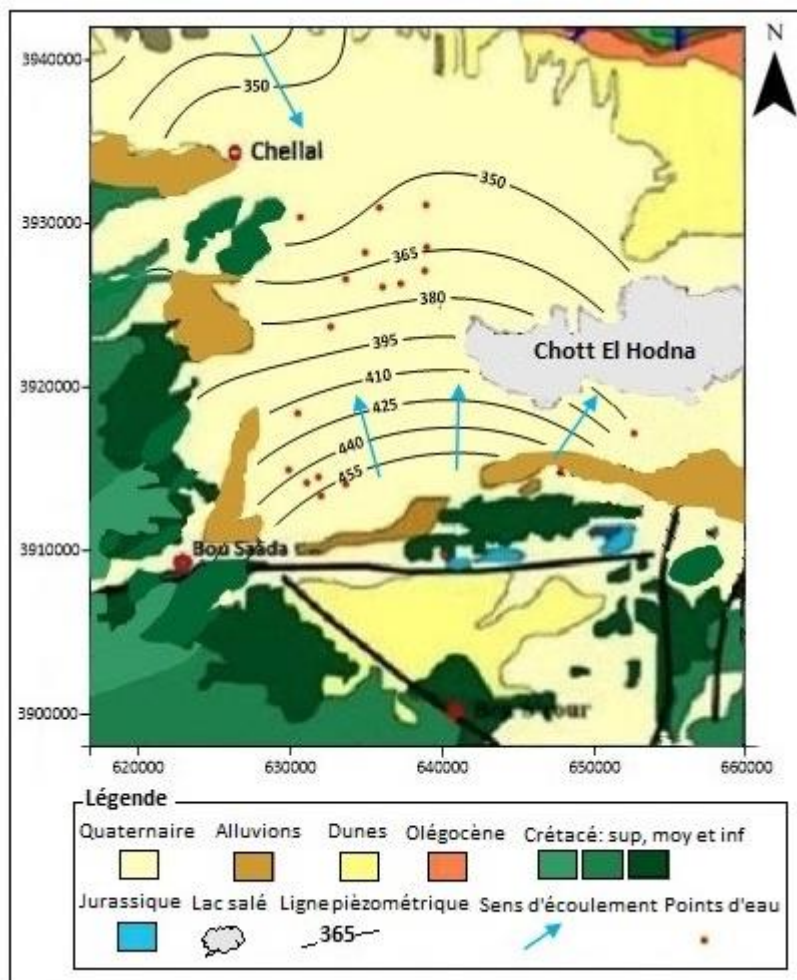 N
3940000
350
Chellal
350
3930000
365
380
395
Chott El Hodna
3920000
410
425
440
455
Bou Saâda
3910000
3900000
620000 630000 640000 650000 660000
Légende
Quaternaire Alluvions Dunes Olégocène Crétacé: sup, moy et inf
Jurassique Lac salé Ligne pièzométrique Sens d'écoulement Points d'eau
365